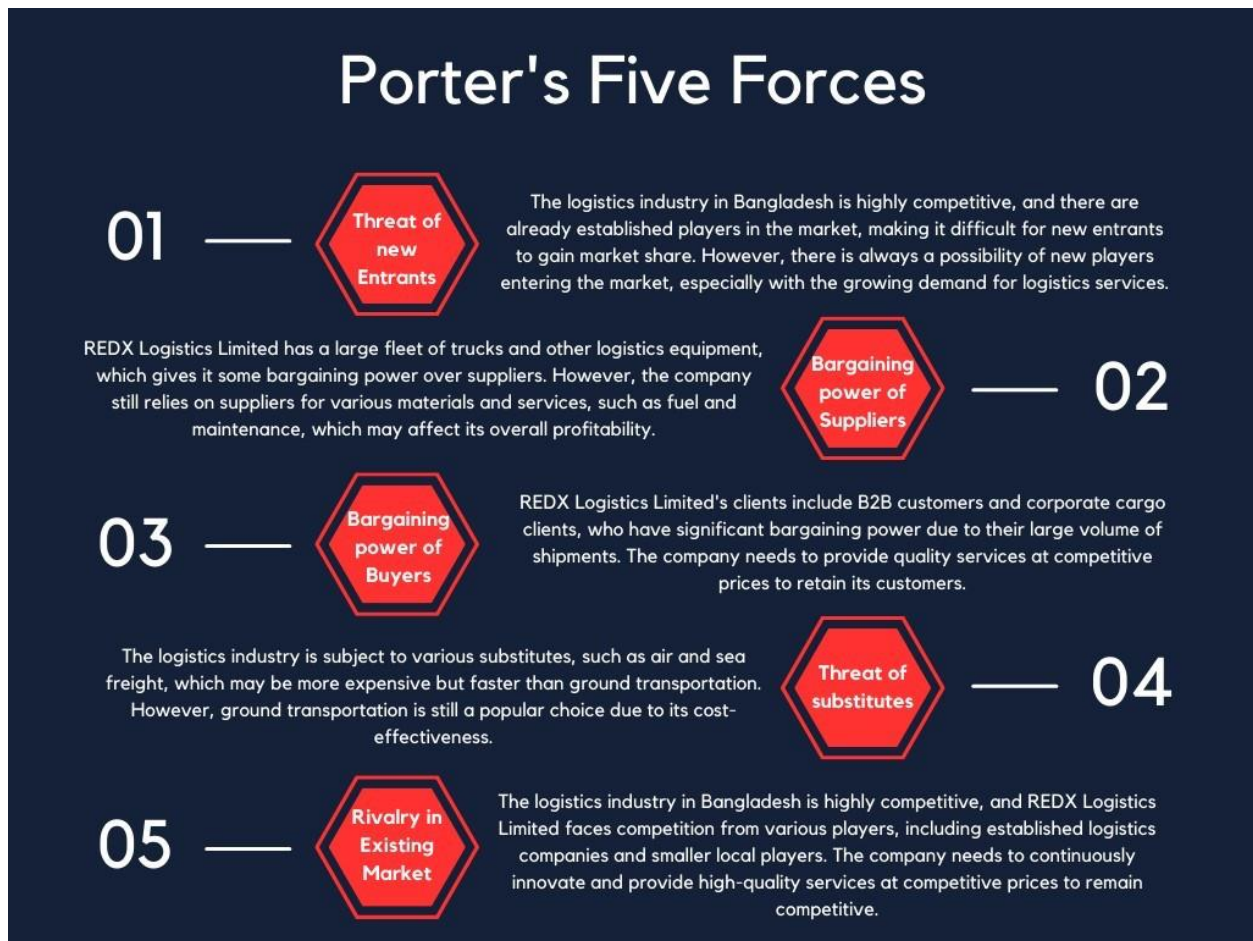 Porter's Five Forces
01
Threat of
new
Entrants
The logistics industry in Bangladesh is highly competitive, and there are
already established players in the market, making it difficult for new entrants
to gain market share. However, there is always a possibility of new players
entering the market, especially with the growing demand for logistics services.
REDX Logistics Limited has a large fleet of trucks and other logistics equipment,
which gives it some bargaining power over suppliers. However, the company
still relies on suppliers for various materials and services, such as fuel and
maintenance, which may affect its overall profitability.
Bargaining
power of
Suppliers
02
03
Bargaining
power of
Buyers
REDX Logistics Limited's clients include B2B customers and corporate cargo
clients, who have significant bargaining power due to their large volume of
shipments. The company needs to provide quality services at competitive
prices to retain its customers.
The logistics industry is subject to various substitutes, such as air and sea
freight, which may be more expensive but faster than ground transportation.
However, ground transportation is still a popular choice due to its cost-
effectiveness.
Threat of
substitutes
04
05
Rivalry in
Existing
Market
The logistics industry in Bangladesh is highly competitive, and REDX Logistics
Limited faces competition from various players, including established logistics
companies and smaller local players. The company needs to continuously
innovate and provide high-quality services at competitive prices to remain
competitive.